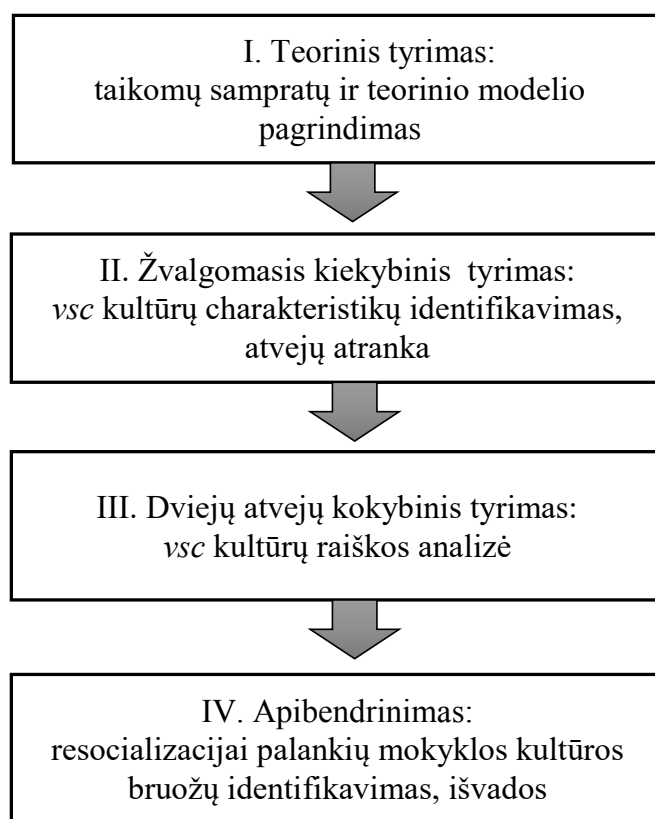 I. Teorinis tyrimas:
taikomų sampratų ir teorinio modelio
pagrindimas
II. Žvalgomasis kiekybinis  tyrimas:
vsc kultūrų charakteristikų identifikavimas,
atvejų atranka
III. Dviejų atvejų kokybinis tyrimas:
vsc kultūrų raiškos analizė
IV. Apibendrinimas:
resocializacijai palankių mokyklos kultūros
bruožų identifikavimas, išvados